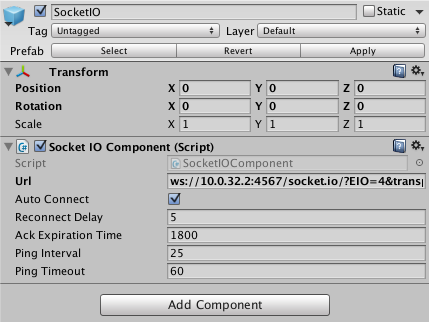 SocketIO Static
Tag Untagged Layer Default
Prefab Select Revert Apply
Transform
Position X 0 Y 0 Z 0
Rotation X 0 Y 0 Z 0
Scale X 1 Y 1 Z 1
Socket IO Component (Script)
Script SocketIOComponent
Url ws://10.0.32.2:4567/socket.io/?EIO=4&transp
Auto Connect
Reconnect Delay 5
Ack Expiration Time 1800
Ping Interval 25
Ping Timeout 60
Add Component